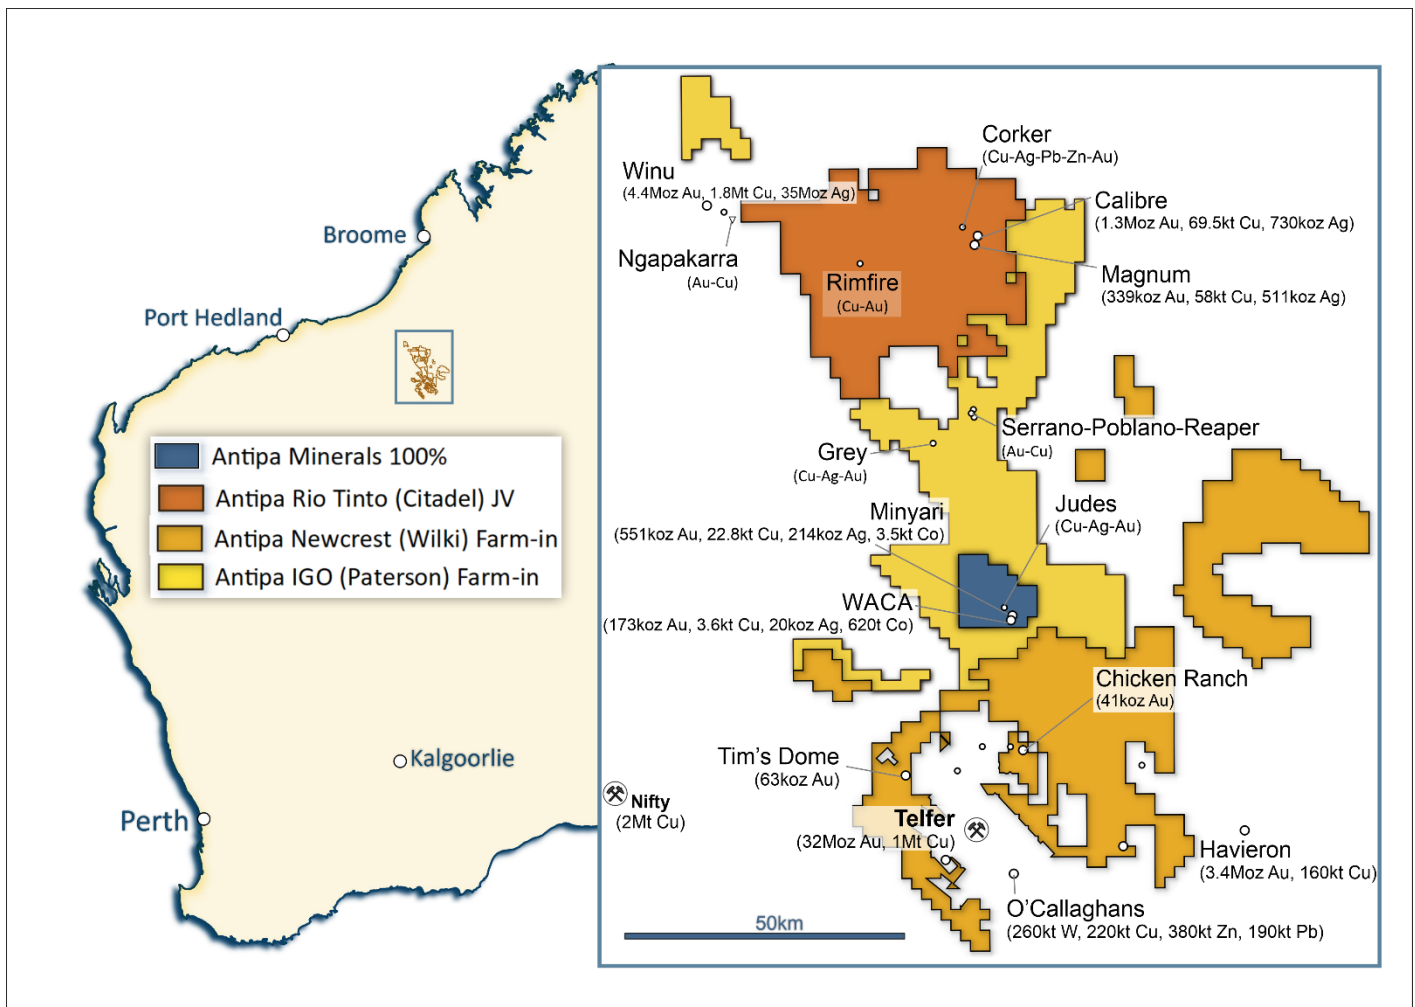 Broome
Port Hedland
Kalgoorlie
Perth
Antipa Minerals 100%
Antipa Rio Tinto (Citadel) JV
Antipa Newcrest (Wilki) Farm-in
Antipa IGO (Paterson) Farm-in
Corker
(Cu-Ag-Pb-Zn-Au)
Winu
(4.4Moz Au, 1.8Mt Cu, 35Moz Ag)
Calibre
(1.3Moz Au, 69.5kt Cu, 730koz Ag)
Ngapakarra
(Au-Cu)
Magnum
(339koz Au, 58kt Cu, 511koz Ag)
Rimfire
(Cu-Au)
Serrano-Poblano-Reaper
(Au-Cu)
Grey
(Cu-Ag-Au)
Judes
(Cu-Ag-Au)
Minyari
(551koz Au, 22.8kt Cu, 214koz Ag, 3.5kt Co)
WACA
(173koz Au, 3.6kt Cu, 20koz Ag, 620t Co)
Chicken Ranch
(41koz Au)
Tim's Dome
(63koz Au)
Nifty
(2Mt Cu)
Telfer
(32Moz Au, 1Mt Cu)
Havieron
(3.4Moz Au, 160kt Cu)
O'Callaghans
(260kt W, 220kt Cu, 380kt Zn, 190kt Pb)
50km